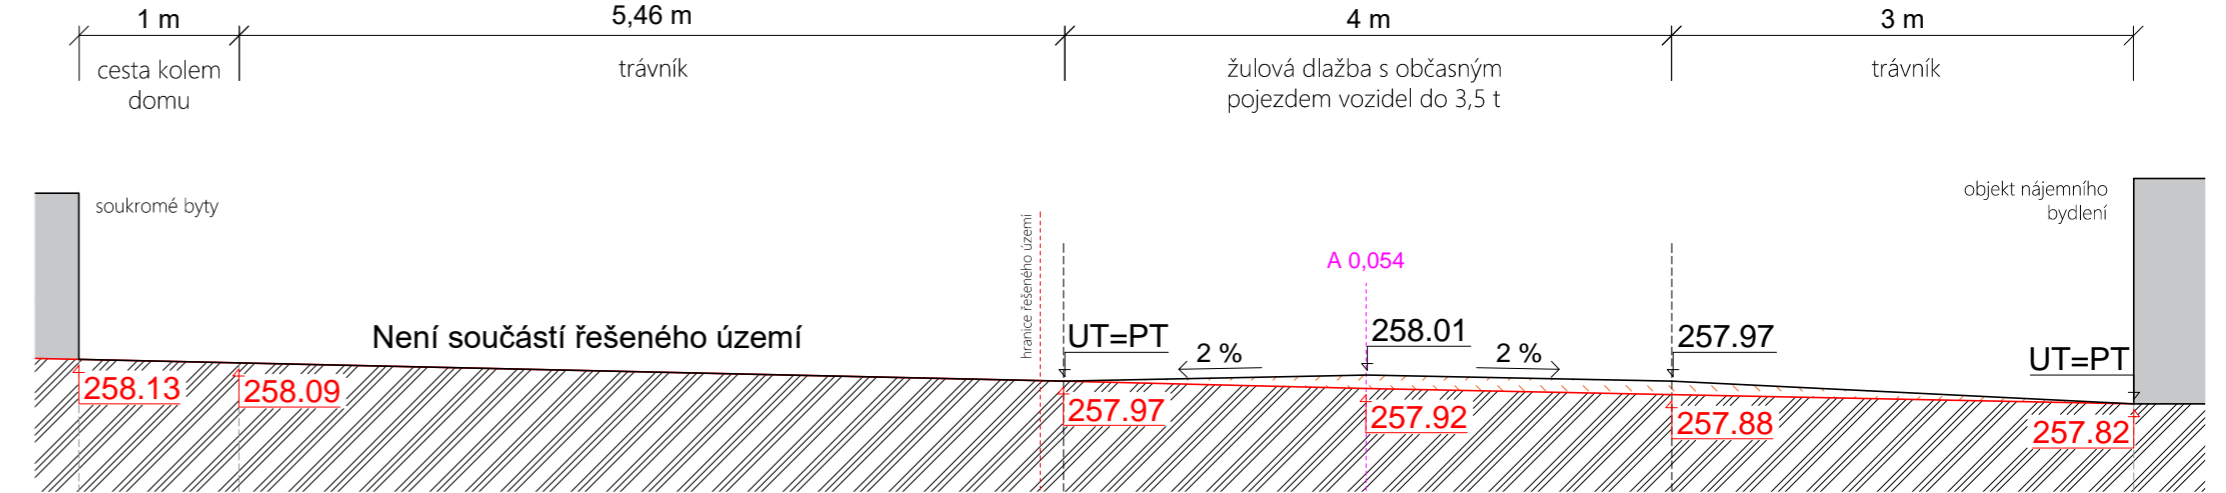 1 m
5,46 m
4 m
3 m
cesta kolem
domu
trávník
žulová dlažba s občasným
pojezdem vozidel do 3,5 t
trávník
soukromé byty
objekt nájemního
bydlení
hranice řešeného území
A 0,054
Není součástí řešeného území
UT=PT
2 %
258.01
2 %
257.97
UT=PT
258.13
258.09
257.97
257.92
257.88
257.82